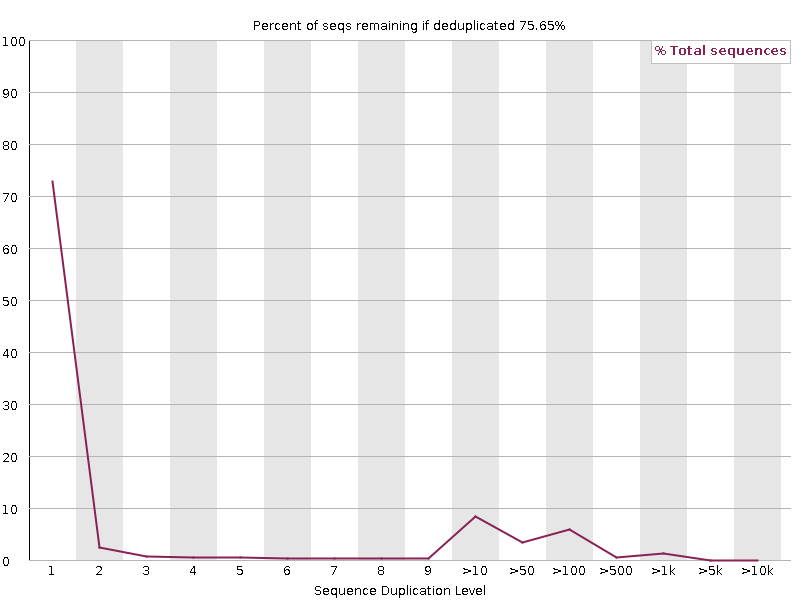 Percent of seqs remaining if deduplicated 75.65%
% Total sequences
100
90
80
70
60
50
40
30
20
10
0
1 2 3 4 5 6 7 8 9 >10 >50 >100 >500 >1k >5k >10k
Sequence Duplication Level